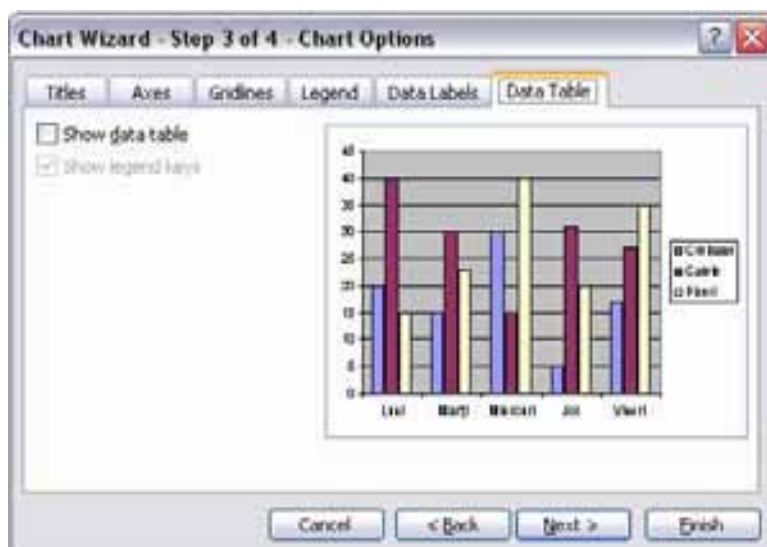 Chart Wizard - Step 3 of 4 - Chart Options
Titles Axes Gridlines Legend Data Labels Data Table
Show data table
Show legend keys
45
40
35
30
25
20
15
10
5
0
Luni Marți Miercuri Joi Vineri
Cancel < Back Next > Finish